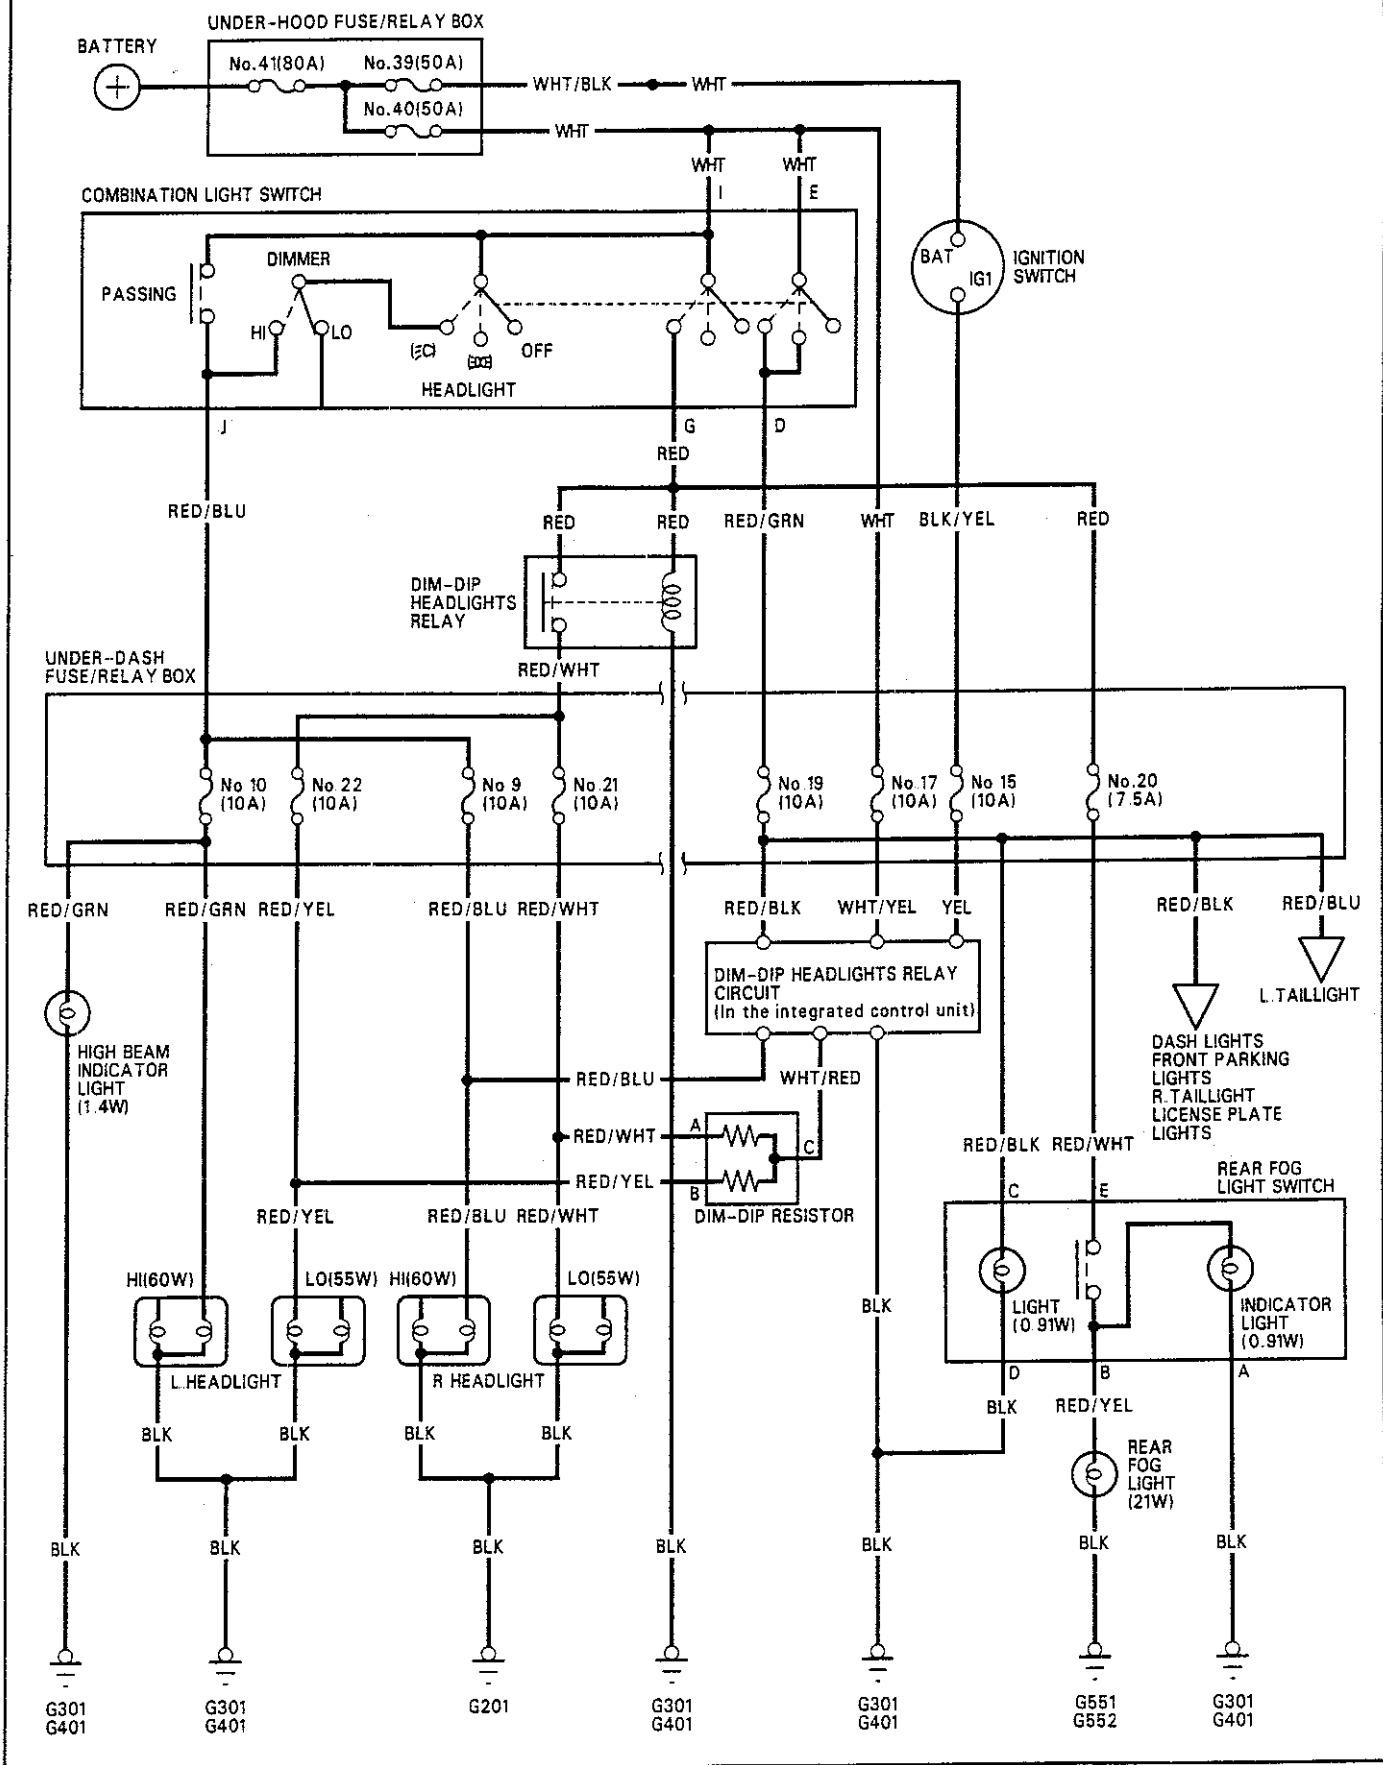 UNDER-HOOD FUSE/RELAY BOX
BATTERY
No.41(80A)
No.39(50A)
WHT/BLK
WHT
No.40(50A)
WHT
WHT
WHT
I
E
COMBINATION LIGHT SWITCH
DIMMER
PASSING
HI
LO
OFF
HEADLIGHT
BAT
IG1
IGNITION
SWITCH
J
G
D
RED
RED/BLU
RED
RED
RED/GRN
WHT
BLK/YEL
RED
DIM-DIP
HEADLIGHTS
RELAY
RED/WHT
UNDER-DASH
FUSE/RELAY BOX
No 10
(10A)
No.22
(10A)
No 9
(10A)
No.21
(10A)
No.19
(10A)
No.17
(10A)
No 15
(10A)
No.20
(7.5A)
RED/GRN
RED/GRN
RED/YEL
RED/BLU
RED/WHT
RED/BLK
WHT/YEL
YEL
RED/BLK
RED/BLU
DIM-DIP HEADLIGHTS RELAY
CIRCUIT
(In the integrated control unit)
L.TAILLIGHT
DASH LIGHTS
FRONT PARKING
LIGHTS
R.TAILLIGHT
LICENSE PLATE
LIGHTS
HIGH BEAM
INDICATOR
LIGHT
(1.4W)
RED/BLU
WHT/RED
RED/WHT
A
C
RED/YEL
B
DIM-DIP RESISTOR
RED/BLK
RED/WHT
REAR FOG
LIGHT SWITCH
C
E
RED/YEL
RED/BLU
RED/WHT
HI(60W)
LO(55W)
HI(60W)
LO(55W)
L.HEADLIGHT
R HEADLIGHT
BLK
LIGHT
(0.91W)
INDICATOR
LIGHT
(0.91W)
D
B
A
BLK
RED/YEL
BLK
BLK
BLK
BLK
REAR
FOG
LIGHT
(21W)
BLK
BLK
BLK
BLK
BLK
BLK
BLK
G301
G401
G301
G401
G201
G301
G401
G301
G401
G551
G552
G301
G401